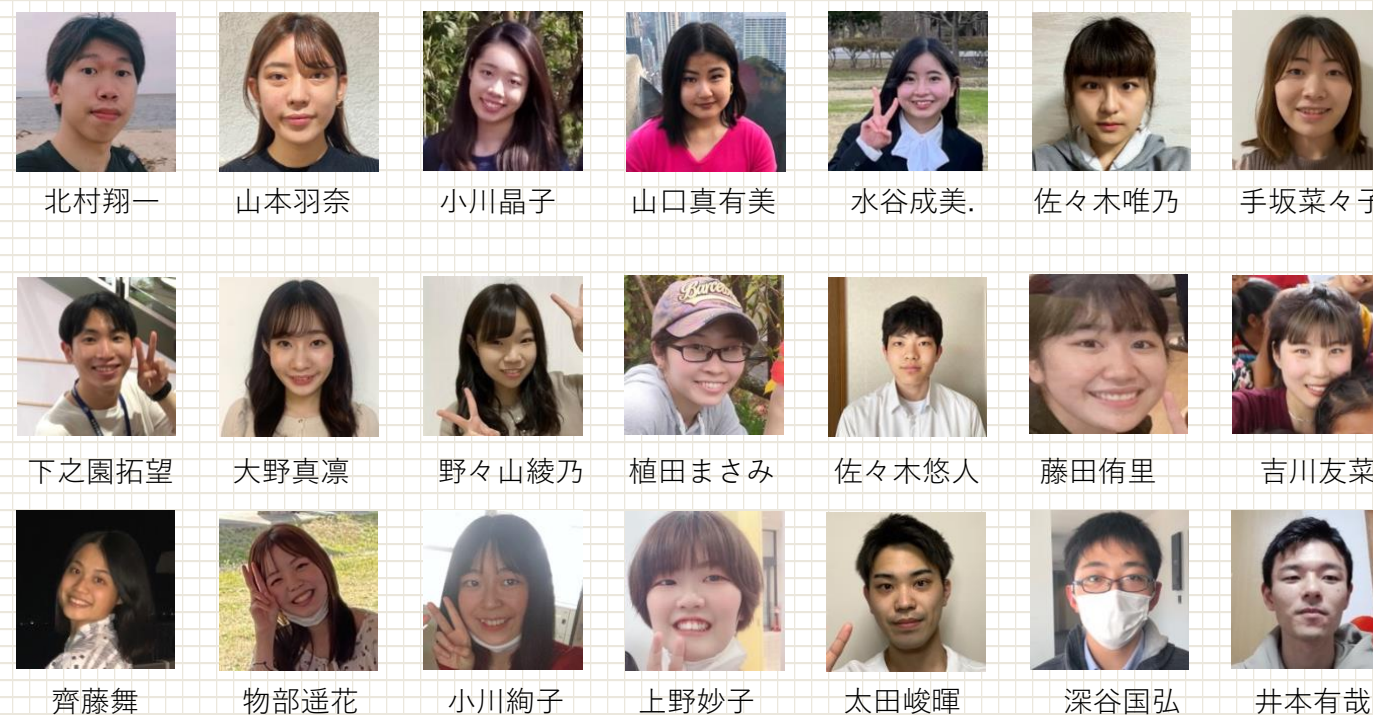 北村翔一 山本羽奈 小川晶子 山口真有美 水谷成美. 佐々木唯乃 手坂菜々子
下之園拓望 大野真凛 野々山綾乃 植田まさみ 佐々木悠人 藤田侑里 吉川友菜
齊藤舞 物部遥花 小川絢子 上野妙子 太田峻暉 深谷国弘 井本有哉